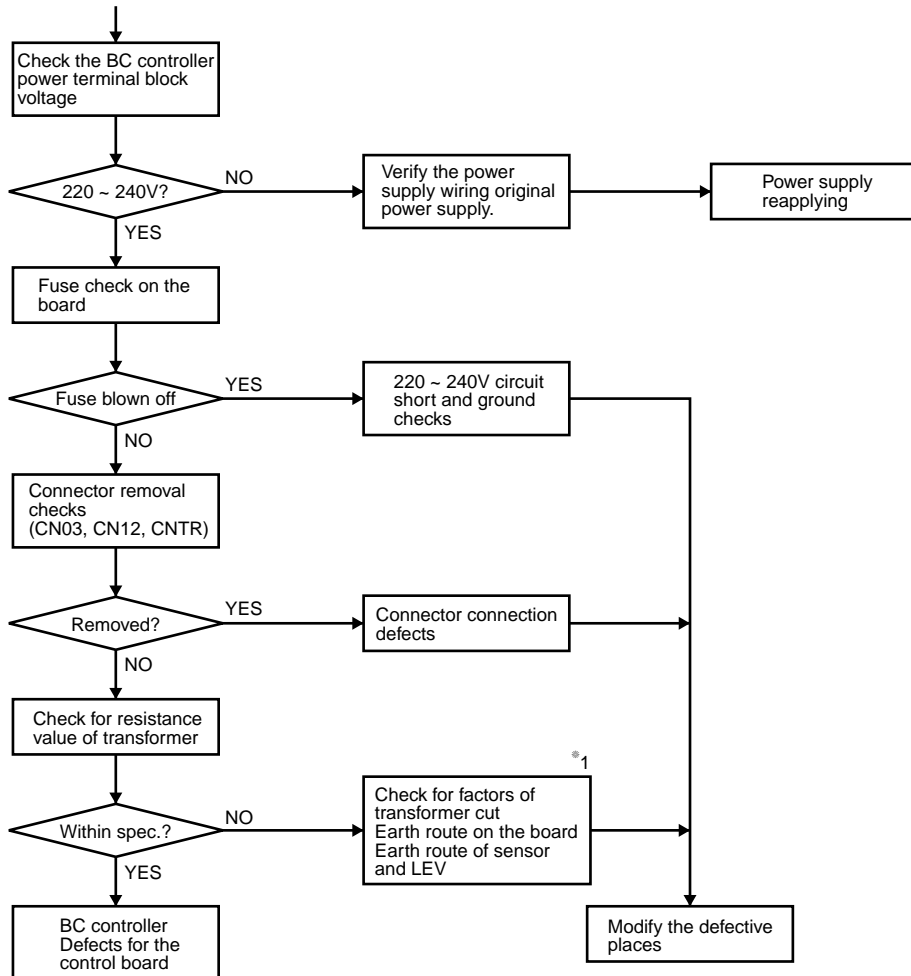 Check the BC controller
power terminal block
voltage
220 ~ 240V?
NO
Verify the power
supply wiring original
power supply.
Power supply
reapplying
YES
Fuse check on the
board
Fuse blown off
YES
220 ~ 240V circuit
short and ground
checks
NO
Connector removal
checks
(CN03, CN12, CNTR)
Removed?
YES
Connector connection
defects
NO
Check for resistance
value of transformer
Within spec.?
NO
※1
Check for factors of
transformer cut
Earth route on the board
Earth route of sensor
and LEV
YES
BC controller
Defects for the
control board
Modify the defective
places